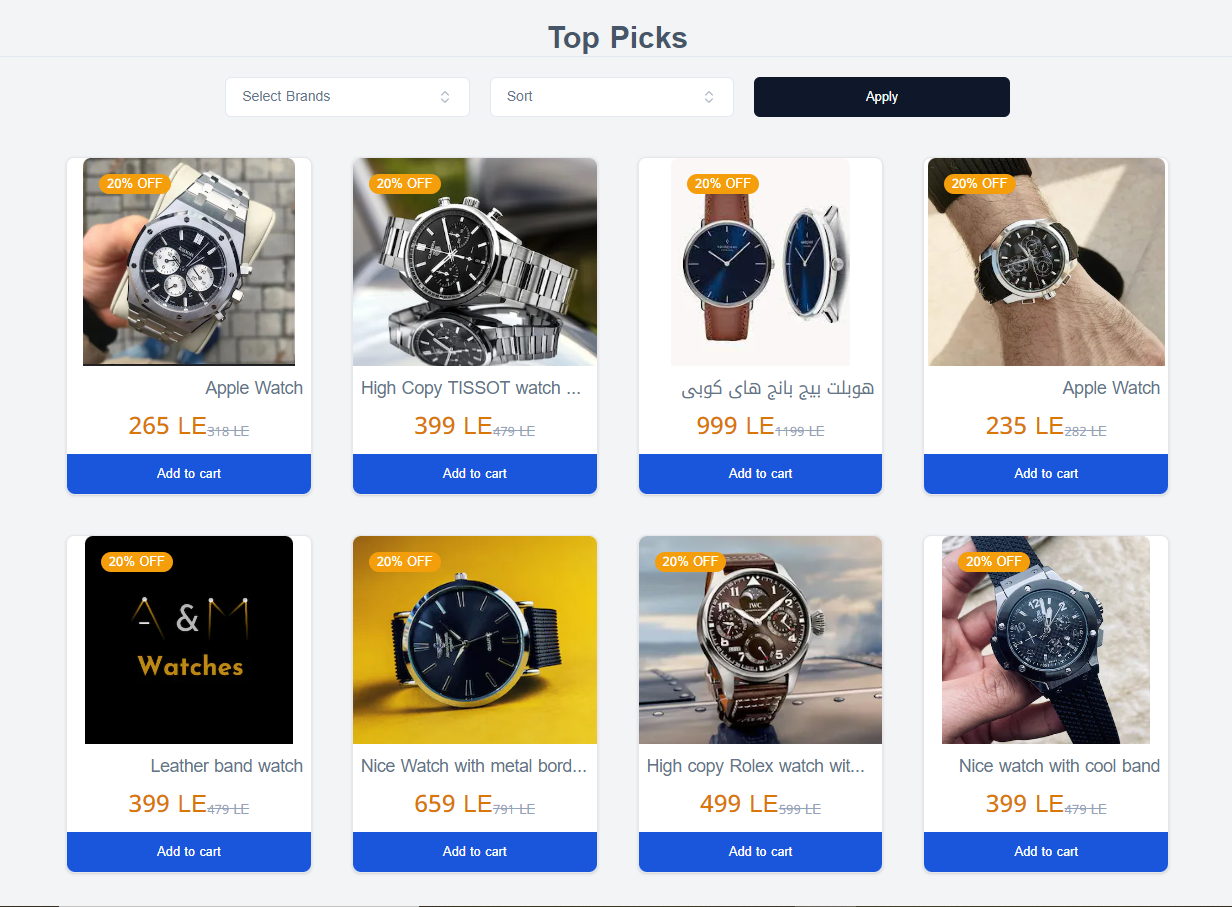 Top Picks
Select Brands
Sort
Apply
20% OFF
20% OFF
20% OFF
20% OFF
Apple Watch
High Copy TISSOT watch ...
هوبلت بيج بانج هاى كوبى
Apple Watch
265 LE 318 LE
399 LE 479 LE
999 LE 1199 LE
235 LE 282 LE
Add to cart
Add to cart
Add to cart
Add to cart
20% OFF
20% OFF
20% OFF
20% OFF
A & M
Watches
IWC
12
Leather band watch
Nice Watch with metal bord...
High copy Rolex watch wit...
Nice watch with cool band
399 LE 479 LE
659 LE 791 LE
499 LE 599 LE
399 LE 479 LE
Add to cart
Add to cart
Add to cart
Add to cart